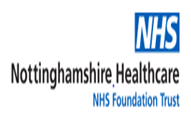 NHS
Nottinghamshire Healthcare
NHS Foundation Trust